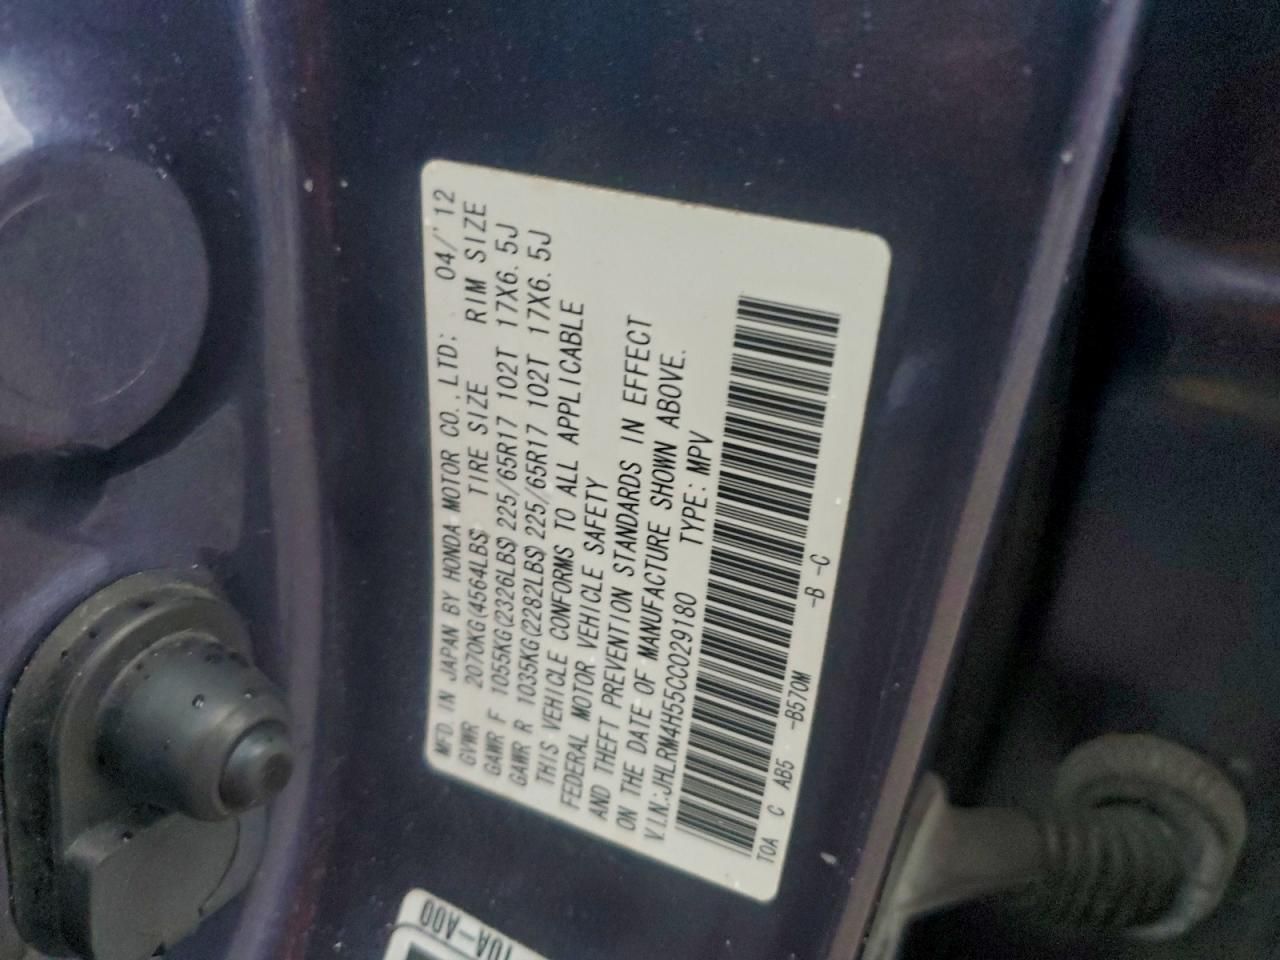 MFD. IN JAPAN BY HONDA MOTOR CO., LTD: 04/'12
GVWR 2070KG(4564LBS) TIRE SIZE RIM SIZE
GAWR F 1055KG(2326LBS) 225/65R17 102T 17X6.5J
GAWR R 1035KG(2282LBS) 225/65R17 102T 17X6.5J
THIS VEHICLE CONFORMS TO ALL APPLICABLE
FEDERAL MOTOR VEHICLE SAFETY
AND THEFT PREVENTION STANDARDS IN EFFECT
ON THE DATE OF MANUFACTURE SHOWN ABOVE.
V.I.N.:JHLRM4H55CC029180 TYPE: MPV
T0A C AB5 -B570M -B -C
T0A-A00